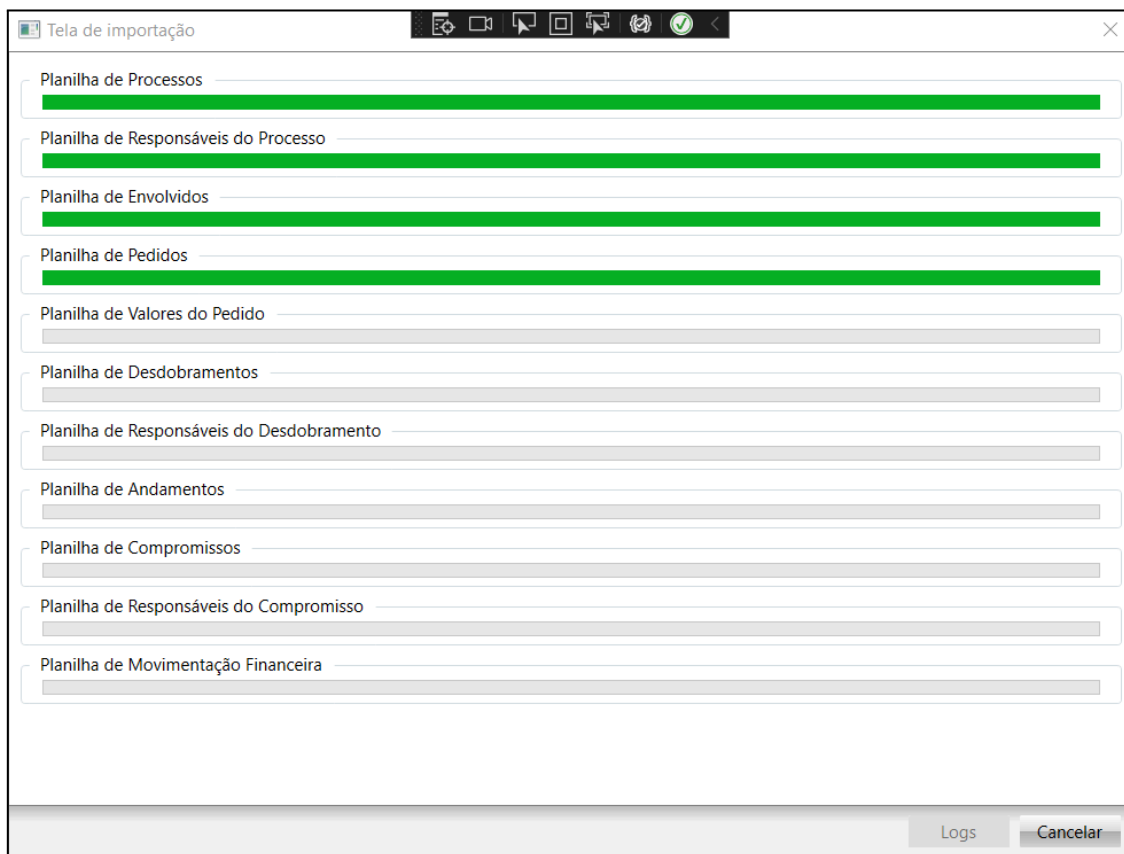 Tela de importação
Planilha de Processos
Planilha de Responsáveis do Processo
Planilha de Envolvidos
Planilha de Pedidos
Planilha de Valores do Pedido
Planilha de Desdobramentos
Planilha de Responsáveis do Desdobramento
Planilha de Andamentos
Planilha de Compromissos
Planilha de Responsáveis do Compromisso
Planilha de Movimentação Financeira
Logs
Cancelar